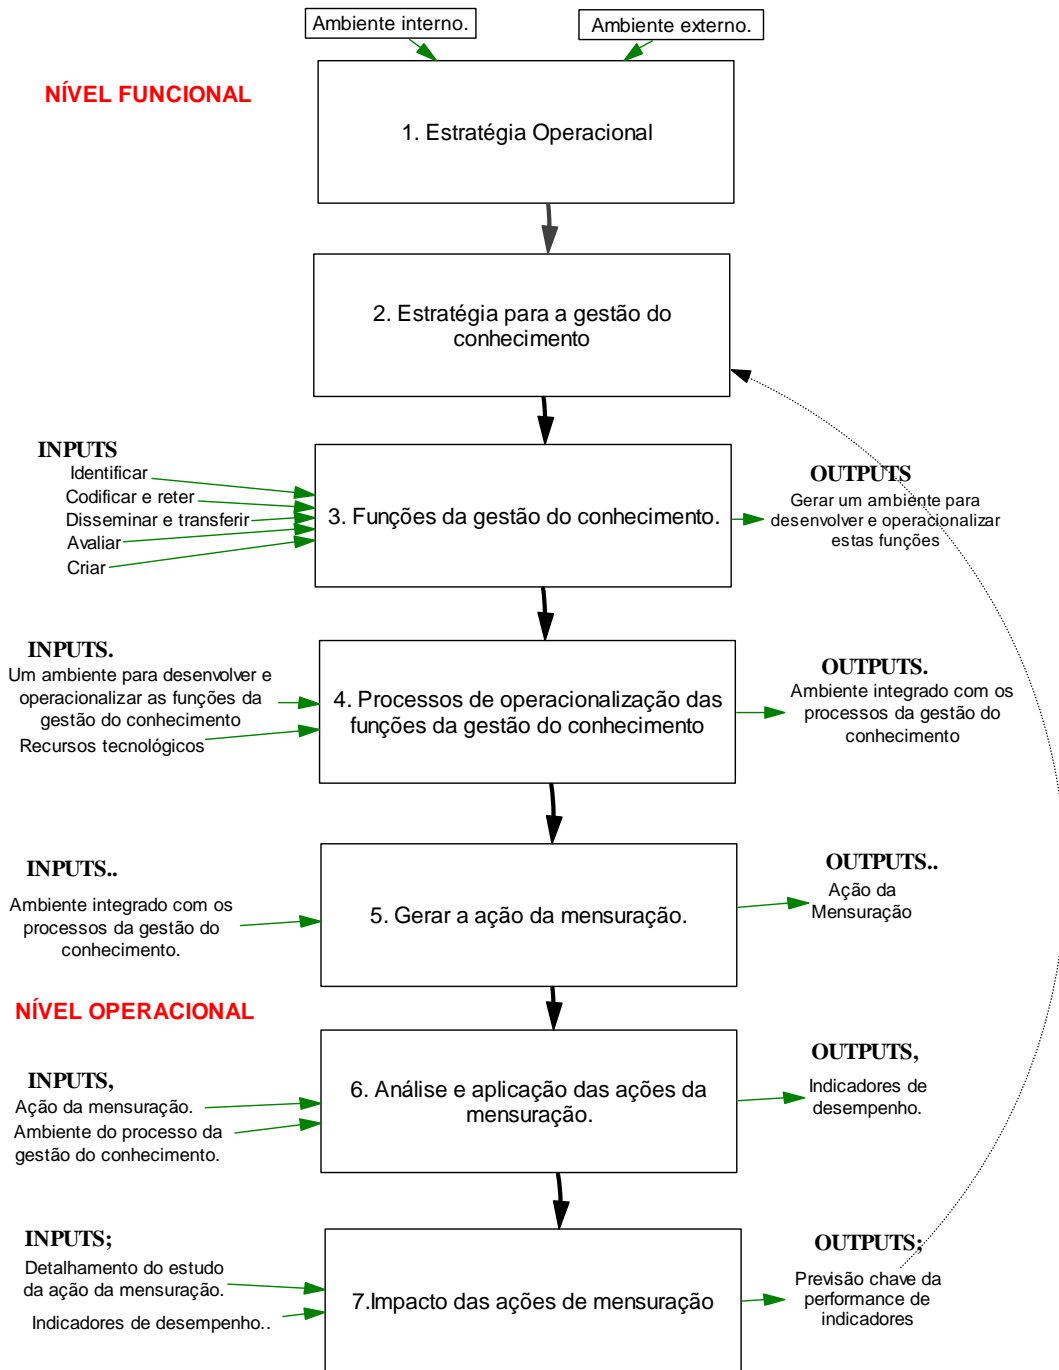 Ambiente interno.
Ambiente externo.
NÍVEL FUNCIONAL
1. Estratégia Operacional
2. Estratégia para a gestão do
conhecimento
INPUTS
Identificar
Codificar e reter
Disseminar e transferir
Avaliar
Criar
3. Funções da gestão do conhecimento.
OUTPUTS
Gerar um ambiente para
desenvolver e operacionalizar
estas funções
INPUTS.
Um ambiente para desenvolver e
operacionalizar as funções da
gestão do conhecimento
Recursos tecnológicos
4. Processos de operacionalização das
funções da gestão do conhecimento
OUTPUTS.
Ambiente integrado com os
processos da gestão do
conhecimento
INPUTS..
Ambiente integrado com os
processos da gestão do
conhecimento.
5. Gerar a ação da mensuração.
OUTPUTS..
Ação da
Mensuração
NÍVEL OPERACIONAL
INPUTS,
Ação da mensuração.
Ambiente do processo da
gestão do conhecimento.
6. Análise e aplicação das ações da
mensuração.
OUTPUTS,
Indicadores de
desempenho.
INPUTS;
Detalhamento do estudo
da ação da mensuração.
Indicadores de desempenho..
7.Impacto das ações de mensuração
OUTPUTS;
Previsão chave da
performance de
indicadores